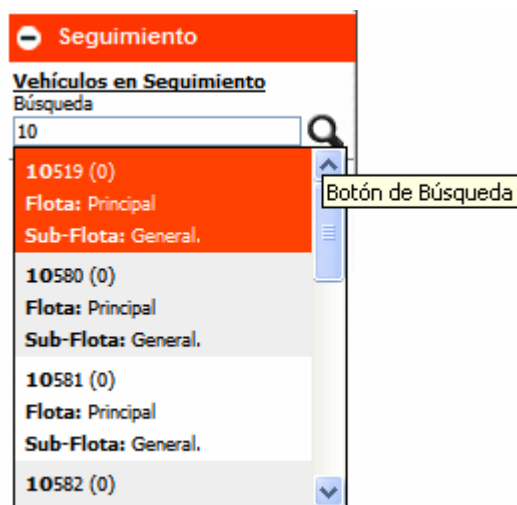 Seguimiento
Vehículos en Seguimiento
Búsqueda
10
10519 (0)
Botón de Búsqueda
Flota: Principal
Sub-Flota: General.
10580 (0)
Flota: Principal
Sub-Flota: General.
10581 (0)
Flota: Principal
Sub-Flota: General.
10582 (0)